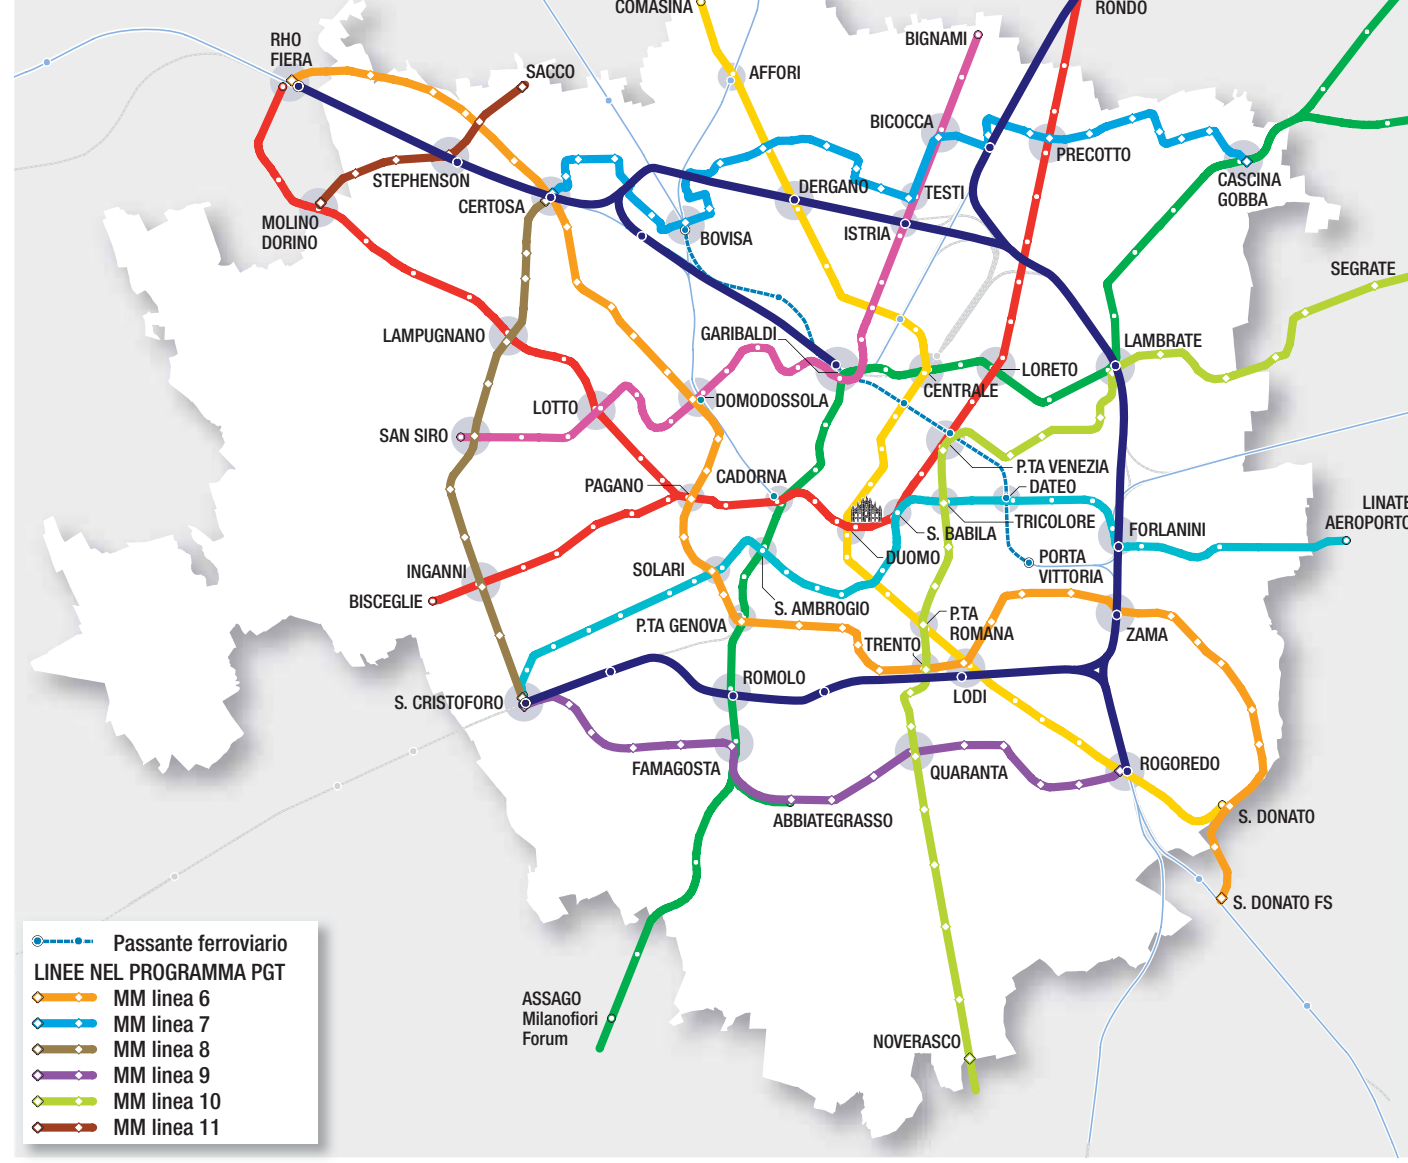 COMASINA
RONDO
RHO
FIERA
BIGNAMI
SACCO
AFFORI
BICOCCA
PRECOTTO
STEPHENSON
CASCINA
GOBBA
DERGANO
TESTI
CERTOSA
MOLINO
DORINO
BOVISA
ISTRIA
SEGRATE
LAMPUGNANO
GARIBALDI
LAMBRATE
LORETO
CENTRALE
LOTTO
DOMODOSSOLA
SAN SIRO
P.TA VENEZIA
CADORNA
PAGANO
DATEO
LINATE
AEROPORTO
TRICOLORE
S. BABILA
FORLANINI
DUOMO
PORTA
VITTORIA
INGANNI
SOLARI
BISCEGLIE
S. AMBROGIO
P.TA GENOVA
P.TA
ROMANA
TRENTO
ZAMA
ROMOLO
LODI
S. CRISTOFORO
FAMAGOSTA
QUARANTA
ROGOREDO
ABBIATEGRASSO
S. DONATO
S. DONATO FS
ASSAGO
Milanofiori
Forum
NOVERASCO
Passante ferroviario
LINEE NEL PROGRAMMA PGT
MM linea 6
MM linea 7
MM linea 8
MM linea 9
MM linea 10
MM linea 11